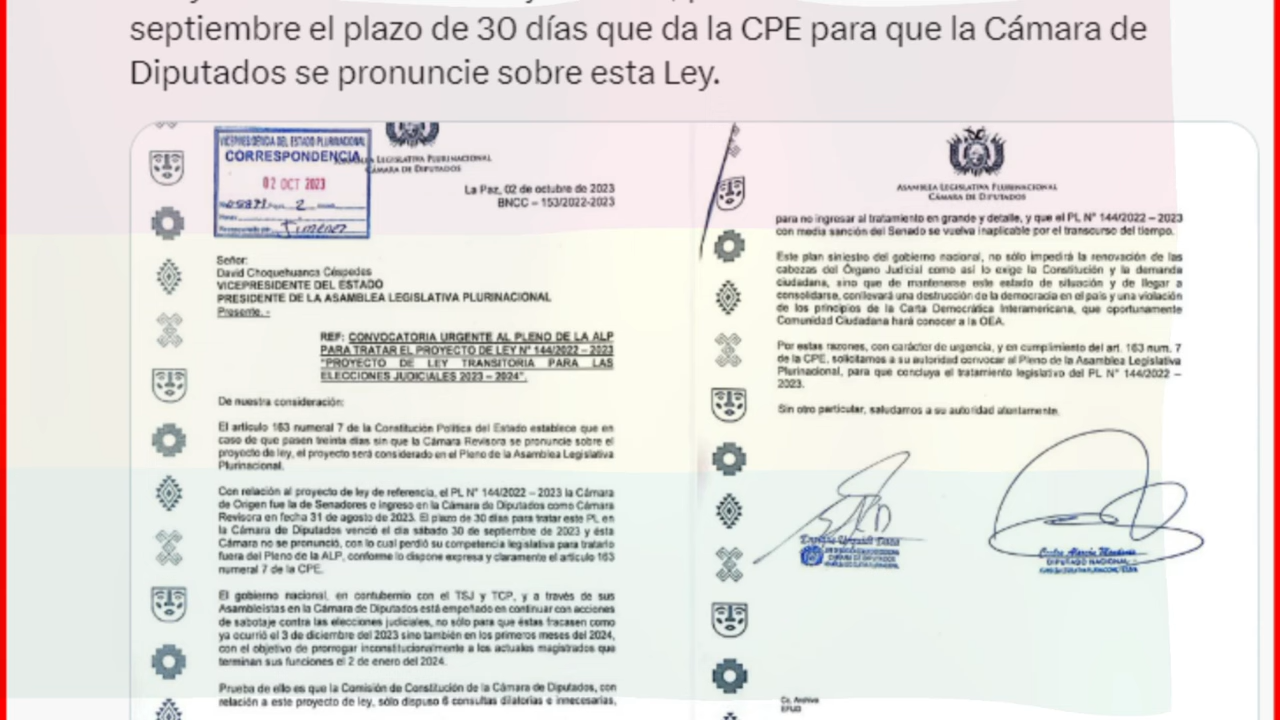 septiembre el plazo de 30 días que da la CPE para que la Cámara de
Diputados se pronuncie sobre esta Ley.
VICEPRESIDENCIA DEL ESTADO PLURINACIONAL
CORRESPONDENCIA
02 OCT 2023
ASAMBLEA LEGISLATIVA PLURINACIONAL
CÁMARA DE DIPUTADOS
La Paz, 02 de octubre de 2023
BNCC – 153/2022-2023
Señor:
David Choquehuanca Céspedes
VICEPRESIDENTE DEL ESTADO
PRESIDENTE DE LA ASAMBLEA LEGISLATIVA PLURINACIONAL
Presente. -
REF: CONVOCATORIA URGENTE AL PLENO DE LA ALP
PARA TRATAR EL PROYECTO DE LEY N° 144/2022 – 2023
"PROYECTO DE LEY TRANSITORIA PARA LAS
ELECCIONES JUDICIALES 2023 – 2024".
De nuestra consideración:
El artículo 163 numeral 7 de la Constitución Política del Estado establece que en
caso de que pasen treinta días sin que la Cámara Revisora se pronuncie sobre el
proyecto de ley, el proyecto será considerado en el Pleno de la Asamblea Legislativa
Plurinacional.
Con relación al proyecto de ley de referencia, el PL N° 144/2022 – 2023 la Cámara
de Origen fue la de Senadores e ingreso en la Cámara de Diputados como Cámara
Revisora en fecha 31 de agosto de 2023. El plazo de 30 días para tratar este PL en
la Cámara de Diputados venció el día sábado 30 de septiembre de 2023 y ésta
Cámara no se pronunció, con lo cual perdió su competencia legislativa para tratarlo
fuera del Pleno de la ALP, conforme lo dispone expresa y claramente el artículo 163
numeral 7 de la CPE.
El gobierno nacional, en contubernio con el TSJ y TCP, y a través de sus
Asambleistas en la Cámara de Diputados está empeñado en continuar con acciones
de sabotaje contra las elecciones judiciales, no sólo para que éstas fracasen como
ya ocurrió el 3 de diciembre del 2023 sino también en los primeros meses del 2024,
con el objetivo de prorrogar inconstitucionalmente a los actuales magistrados que
terminan sus funciones el 2 de enero del 2024.
Prueba de ello es que la Comisión de Constitución de la Cámara de Diputados, con
relación a este proyecto de ley, sólo dispuso 6 consultas dilatorias e innecesarias,
ASAMBLEA LEGISLATIVA PLURINACIONAL
CÁMARA DE DIPUTADOS
para no ingresar al tratamiento en grande y detalle, y que el PL N° 144/2022 – 2023
con media sanción del Senado se vuelva inaplicable por el transcurso del tiempo.
Este plan siniestro del gobierno nacional, no sólo impedirá la renovación de las
cabezas del Órgano Judicial como así lo exige la Constitución y la demanda
ciudadana, sino que de mantenerse este estado de situación y de llegar a
consolidarse, conllevará una destrucción de la democracia en el país y una violación
de los principios de la Carta Democrática Interamericana, que oportunamente
Comunidad Ciudadana hará conocer a la OEA.
Por estas razones, con carácter de urgencia, y en cumplimiento del art. 163 num. 7
de la CPE, solicitamos a su autoridad convocar al Pleno de la Asamblea Legislativa
Plurinacional, para que concluya el tratamiento legislativo del PL N° 144/2022 –
2023.
Sin otro particular, saludamos a su autoridad atentamente.
DIPUTADO NACIONAL
Cc. Archivo